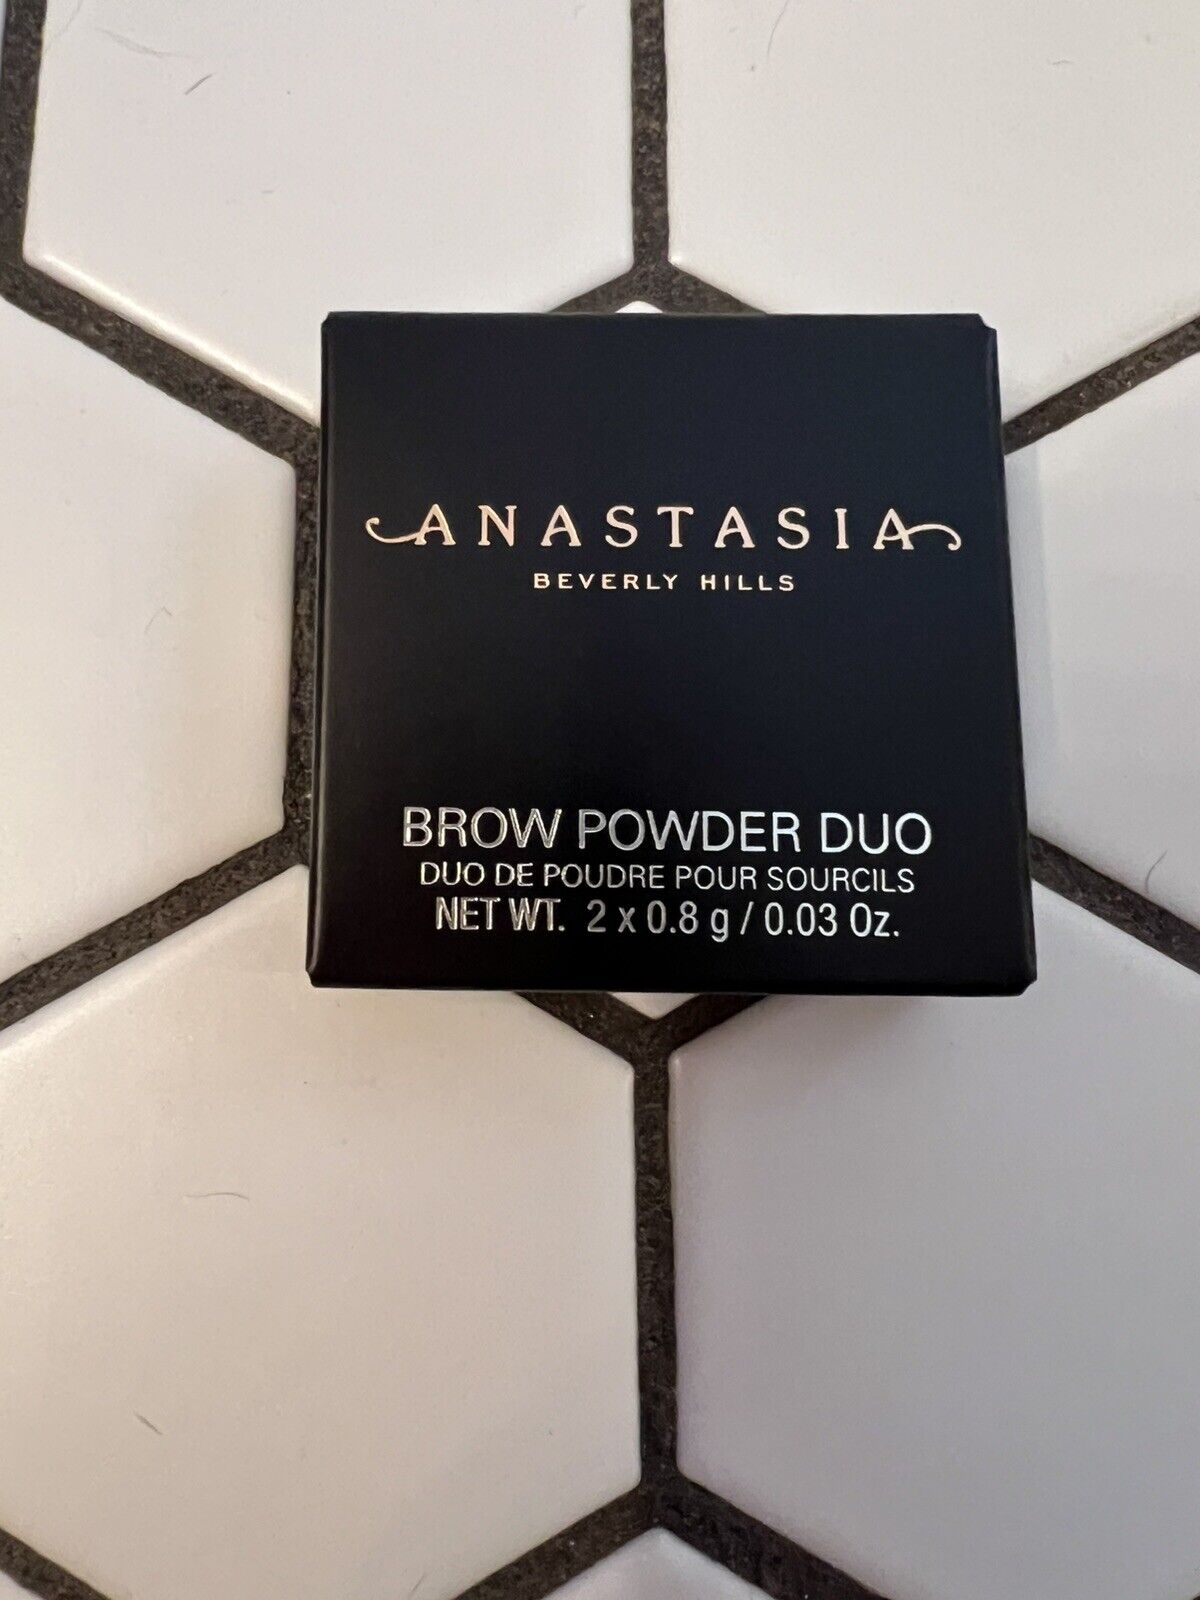 ANASTASIA
BEVERLY HILLS
BROW POWDER DUO
DUO DE POUDRE POUR SOURCILS
NET WT. 2 x 0.8 g / 0.03 Oz.